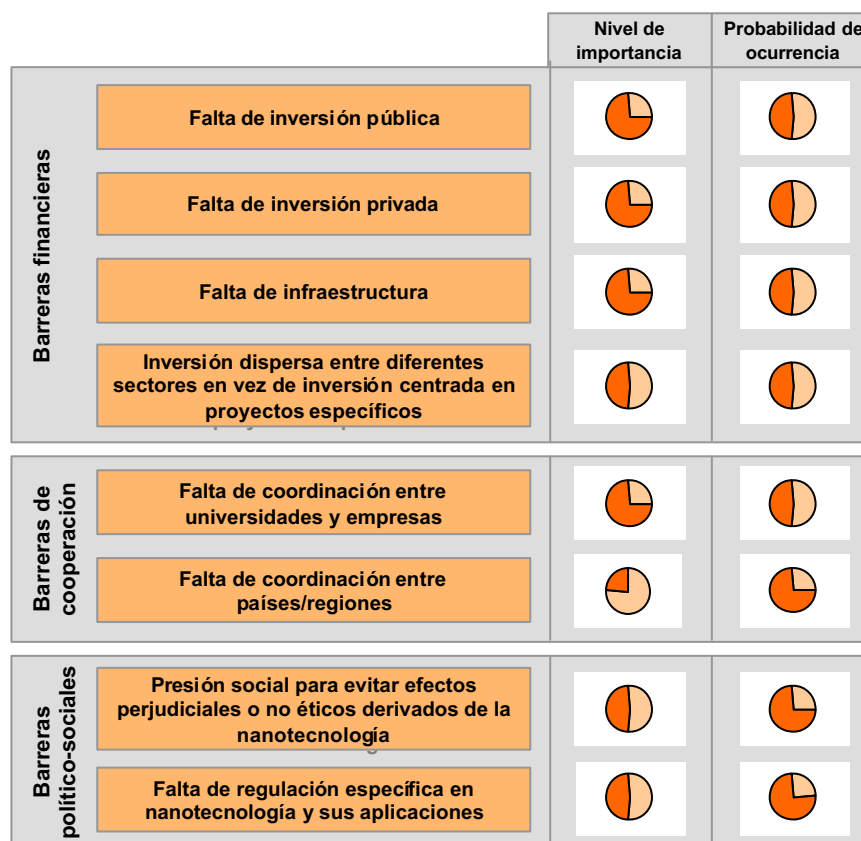 Nivel de
importancia
Probabilidad de
ocurrencia
Barreras financieras
Falta de inversión pública
Falta de inversión privada
Falta de infraestructura
Inversión dispersa entre diferentes
sectores en vez de inversión centrada en
proyectos específicos
Barreras de
cooperación
Falta de coordinación entre
universidades y empresas
Falta de coordinación entre
países/regiones
Barreras
político-sociales
Presión social para evitar efectos
perjudiciales o no éticos derivados de la
nanotecnología
Falta de regulación específica en
nanotecnología y sus aplicaciones